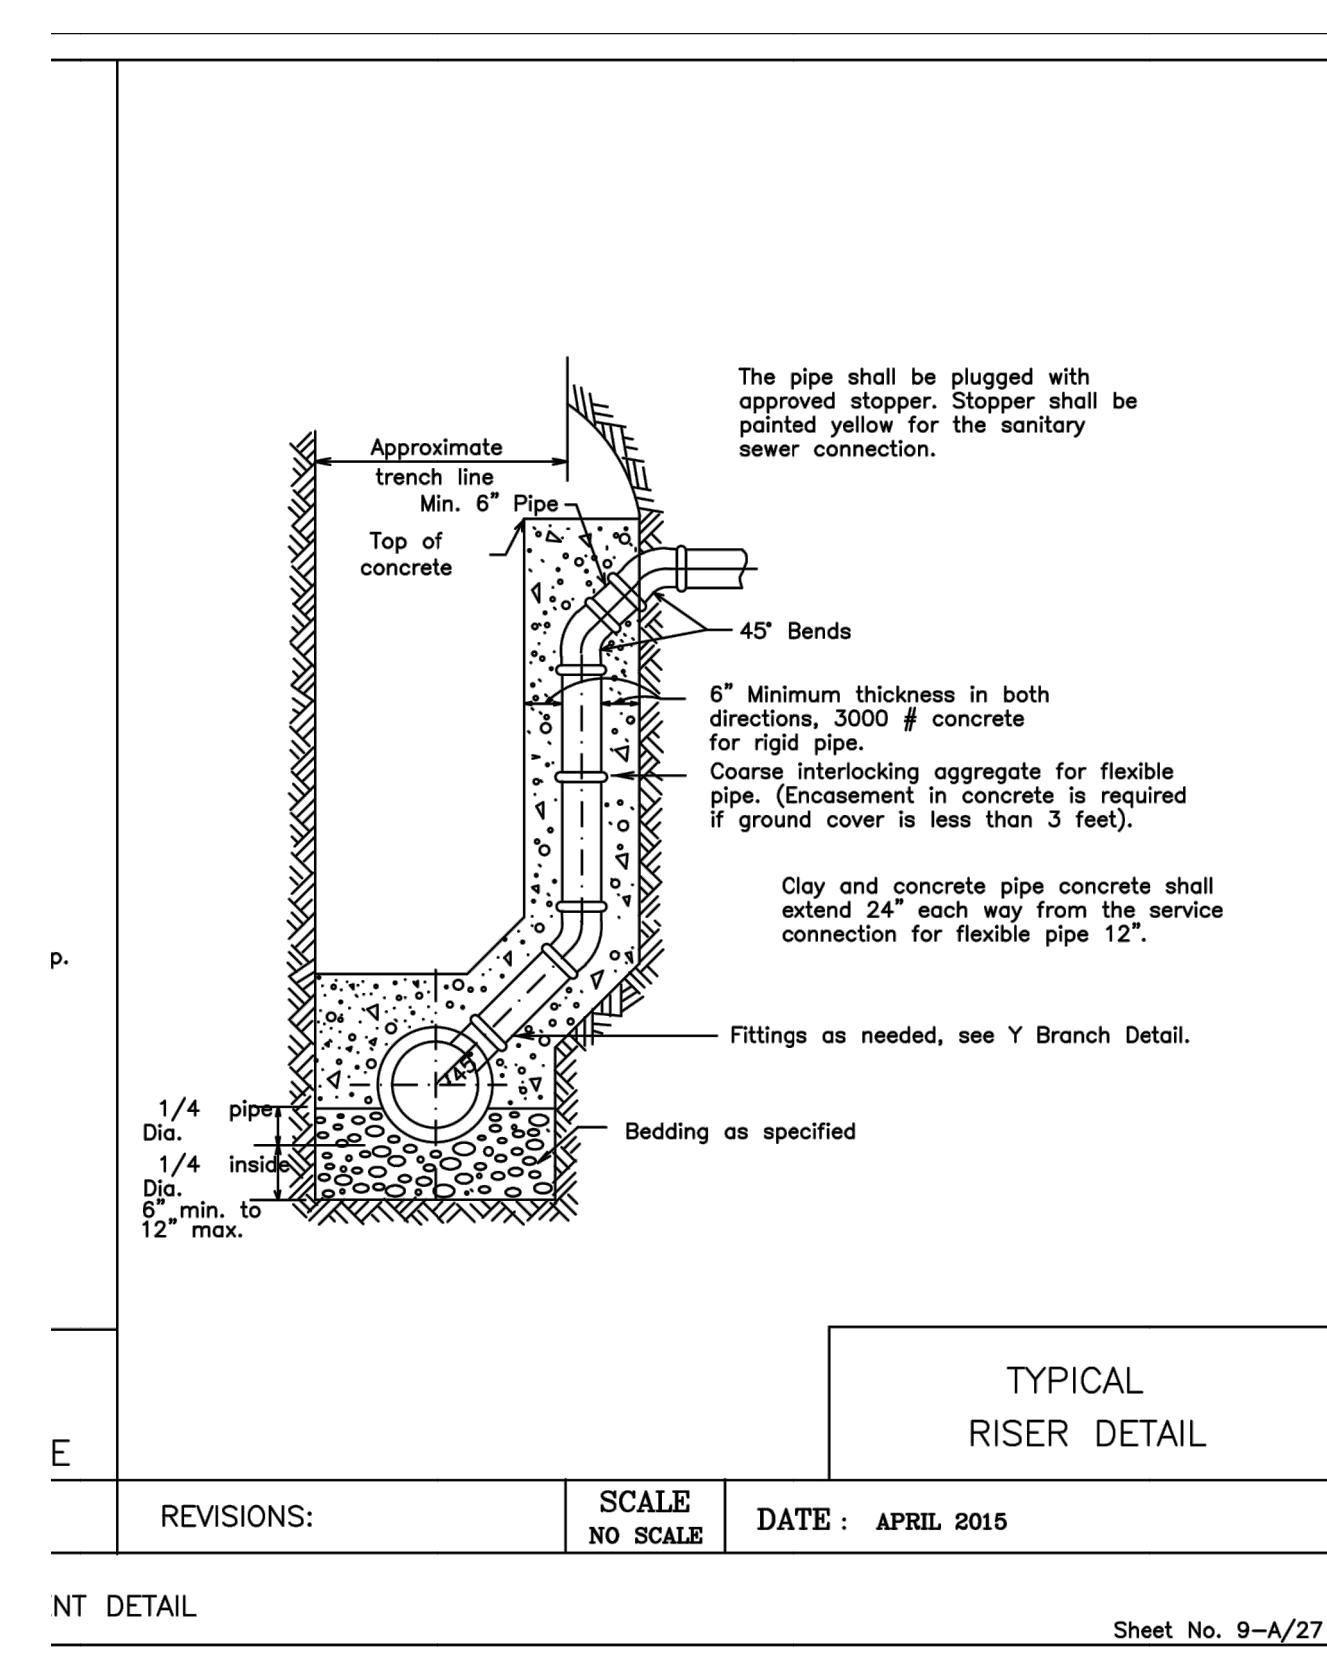 The pipe shall be plugged with
approved stopper. Stopper shall be
painted yellow for the sanitary
sewer connection.
Approximate
trench line
Min. 6" Pipe
Top of
concrete
45° Bends
6" Minimum thickness in both
directions, 3000 # concrete
for rigid pipe.
Coarse interlocking aggregate for flexible
pipe. (Encasement in concrete is required
if ground cover is less than 3 feet).
Clay and concrete pipe concrete shall
extend 24" each way from the service
connection for flexible pipe 12".
p.
Fittings as needed, see Y Branch Detail.
45°
1/4 pipe
Dia.
Bedding as specified
1/4 inside
Dia.
6" min. to
12" max.
TYPICAL
RISER DETAIL
E
REVISIONS:
SCALE
NO SCALE
DATE : APRIL 2015
NT DETAIL
Sheet No. 9-A/27